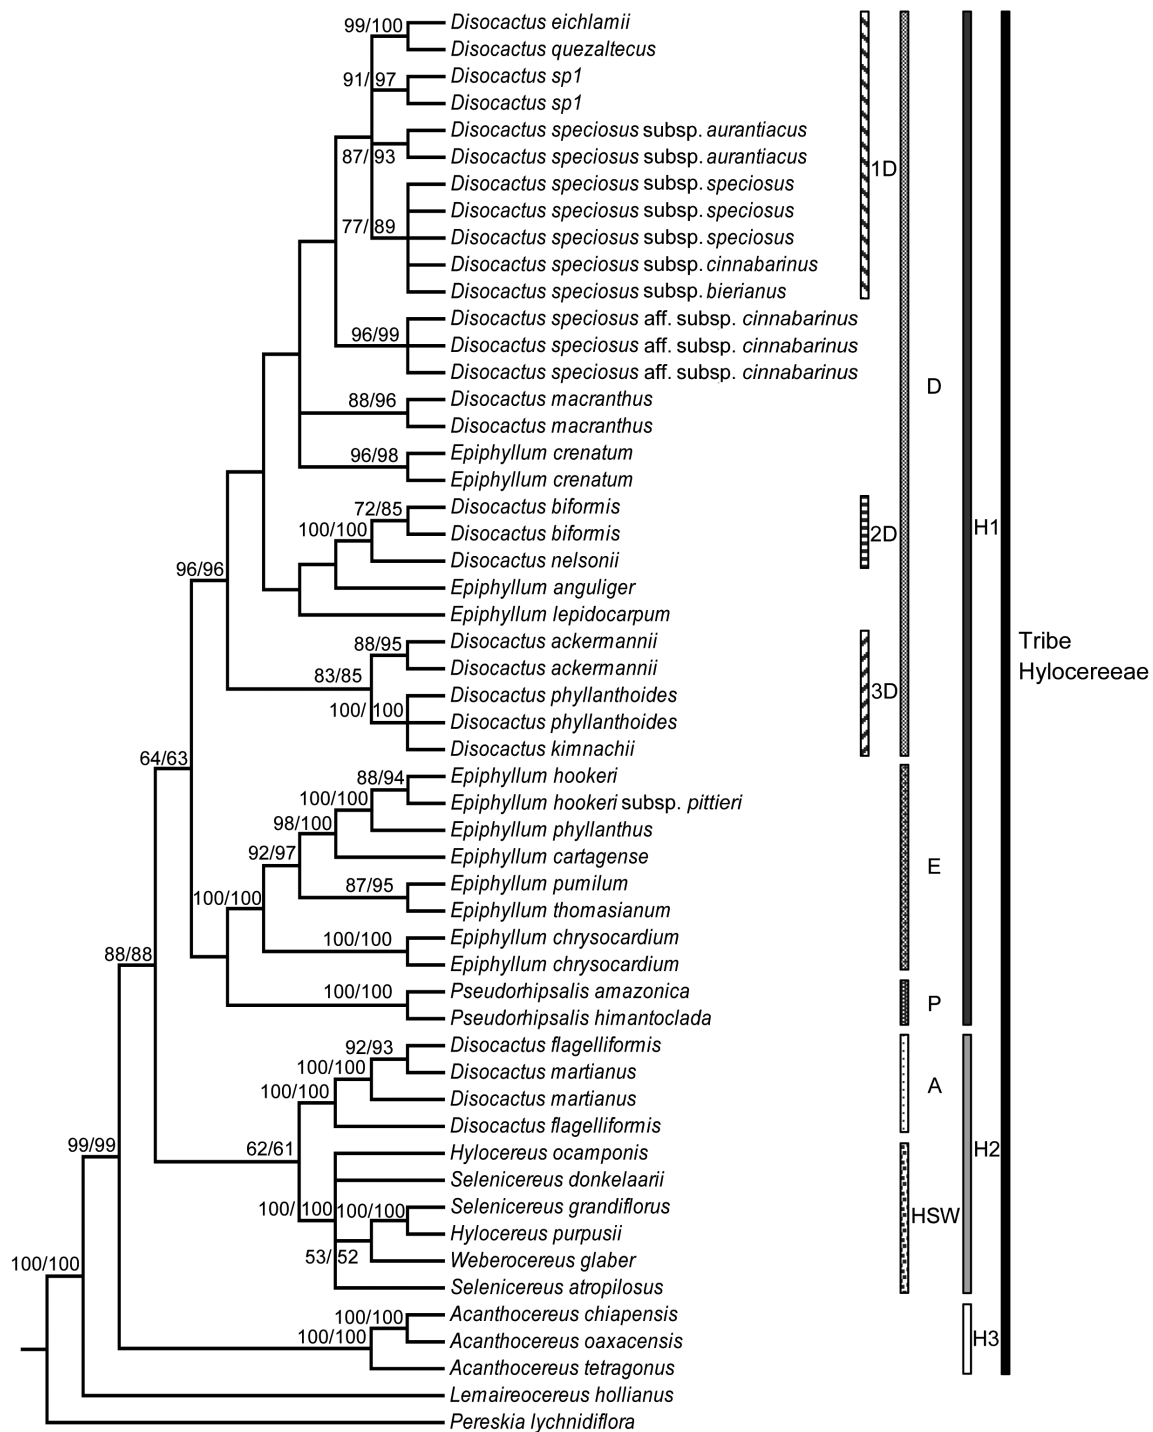 99/100
Disocactus eichlamii
Disocactus quezaltecus
91/97
Disocactus sp1
Disocactus sp1
Disocactus speciosus subsp. aurantiacus
87/93
Disocactus speciosus subsp. aurantiacus
1D
Disocactus speciosus subsp. speciosus
Disocactus speciosus subsp. speciosus
77/89
Disocactus speciosus subsp. speciosus
Disocactus speciosus subsp. cinnabarinus
Disocactus speciosus subsp. bierianus
Disocactus speciosus aff. subsp. cinnabarinus
96/99
Disocactus speciosus aff. subsp. cinnabarinus
Disocactus speciosus aff. subsp. cinnabarinus
D
88/96
Disocactus macranthus
Disocactus macranthus
96/98
Epiphyllum crenatum
Epiphyllum crenatum
72/85
Disocactus biformis
100/100
Disocactus biformis
2D
H1
Disocactus nelsonii
96/96
Epiphyllum anguliger
Epiphyllum lepidocarpum
88/95
Disocactus ackermannii
Tribe
Hylocereeae
83/85
Disocactus ackermannii
Disocactus phyllanthoides
3D
100/100
Disocactus phyllanthoides
Disocactus kimnachii
64/63
88/94
Epiphyllum hookeri
100/100
Epiphyllum hookeri subsp. pittieri
98/100
Epiphyllum phyllanthus
92/97
Epiphyllum cartagense
E
87/95
Epiphyllum pumilum
100/100
Epiphyllum thomasianum
100/100
Epiphyllum chrysocardium
88/88
Epiphyllum chrysocardium
100/100
Pseudorhipsalis amazonica
P
Pseudorhipsalis himantoclada
92/93
Disocactus flagelliformis
100/100
Disocactus martianus
A
100/100
Disocactus martianus
Disocactus flagelliformis
99/99
62/61
Hylocereus ocamponis
H2
Selenicereus donkelaarii
100/100
100/100
Selenicereus grandiflorus
HSW
Hylocereus purpusii
53/52
Weberocereus glaber
100/100
Selenicereus atropilosus
100/100
Acanthocereus chiapensis
100/100
Acanthocereus oaxacensis
H3
Acanthocereus tetragonus
Lemaireocereus hollianus
Pereskia lychnidiflora